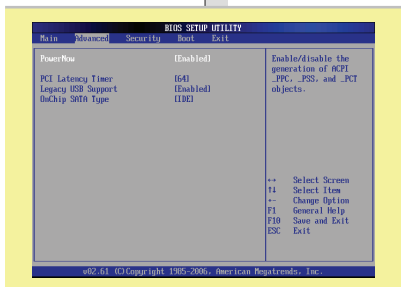 BIOS SETUP UTILITY
Main Advanced Security Boot Exit
PowerNow [Enabled]
PCI Latency Timer [64]
Legacy USB Support [Enabled]
OnChip SATA Type [IDE]
Enable/disable the
generation of ACPI
_PPC, _PSS, and _PCT
objects.
↔ Select Screen
↑↓ Select Item
+- Change Option
F1 General Help
F10 Save and Exit
ESC Exit
v02.61 (C)Copyright 1985-2006, American Megatrends, Inc.